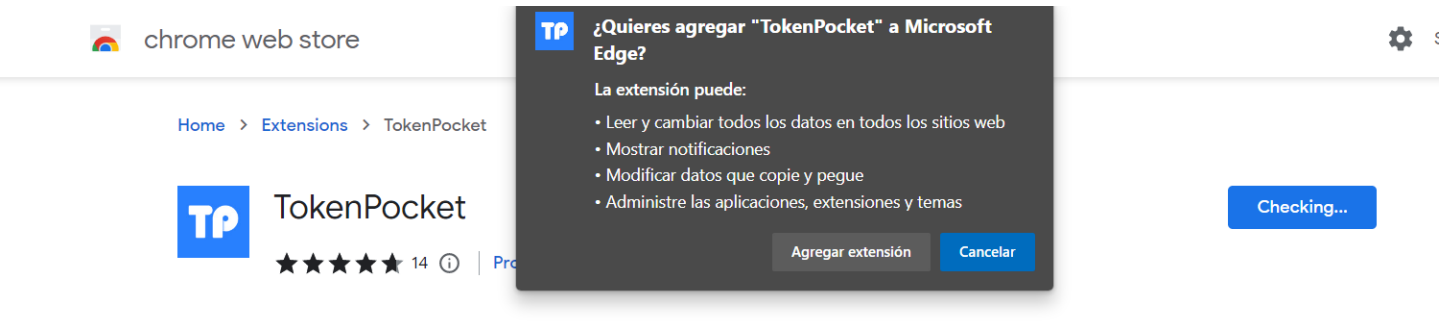 chrome web store
TP
¿Quieres agregar "TokenPocket" a Microsoft
Edge?
La extensión puede:
• Leer y cambiar todos los datos en todos los sitios web
• Mostrar notificaciones
• Modificar datos que copie y pegue
• Administre las aplicaciones, extensiones y temas
Agregar extensión
Cancelar
Home > Extensions > TokenPocket
TP
TokenPocket
14
Checking...